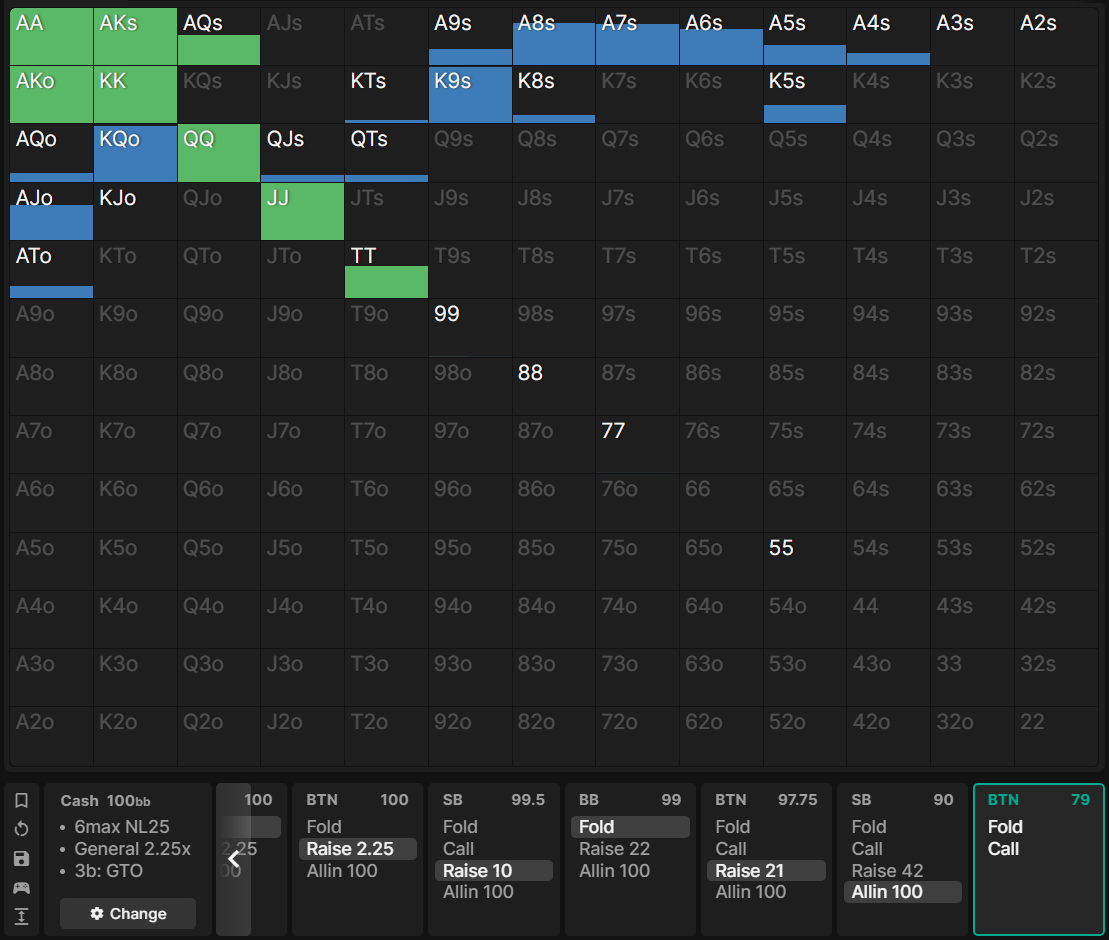 AA AKs AQs AJs ATs A9s A8s A7s A6s A5s A4s A3s A2s
AKo KK KQs KJs KTs K9s K8s K7s K6s K5s K4s K3s K2s
AQo KQo QQ QJs QTs Q9s Q8s Q7s Q6s Q5s Q4s Q3s Q2s
AJo KJo QJo JJ JTs J9s J8s J7s J6s J5s J4s J3s J2s
ATo KTo QTo JTo TT T9s T8s T7s T6s T5s T4s T3s T2s
A9o K9o Q9o J9o T9o 99 98s 97s 96s 95s 94s 93s 92s
A8o K8o Q8o J8o T8o 98o 88 87s 86s 85s 84s 83s 82s
A7o K7o Q7o J7o T7o 97o 87o 77 76s 75s 74s 73s 72s
A6o K6o Q6o J6o T6o 96o 86o 76o 66 65s 64s 63s 62s
A5o K5o Q5o J5o T5o 95o 85o 75o 65o 55 54s 53s 52s
A4o K4o Q4o J4o T4o 94o 84o 74o 64o 54o 44 43s 42s
A3o K3o Q3o J3o T3o 93o 83o 73o 63o 53o 43o 33 32s
A2o K2o Q2o J2o T2o 92o 82o 72o 62o 52o 42o 32o 22
Cash 100bb
• 6max NL25
• General 2.25x
• 3b: GTO
Change
100
2.25
00
BTN 100
Fold
Raise 2.25
Allin 100
SB 99.5
Fold
Call
Raise 10
Allin 100
BB 99
Fold
Raise 22
Allin 100
BTN 97.75
Fold
Call
Raise 21
Allin 100
SB 90
Fold
Call
Raise 42
Allin 100
BTN 79
Fold
Call